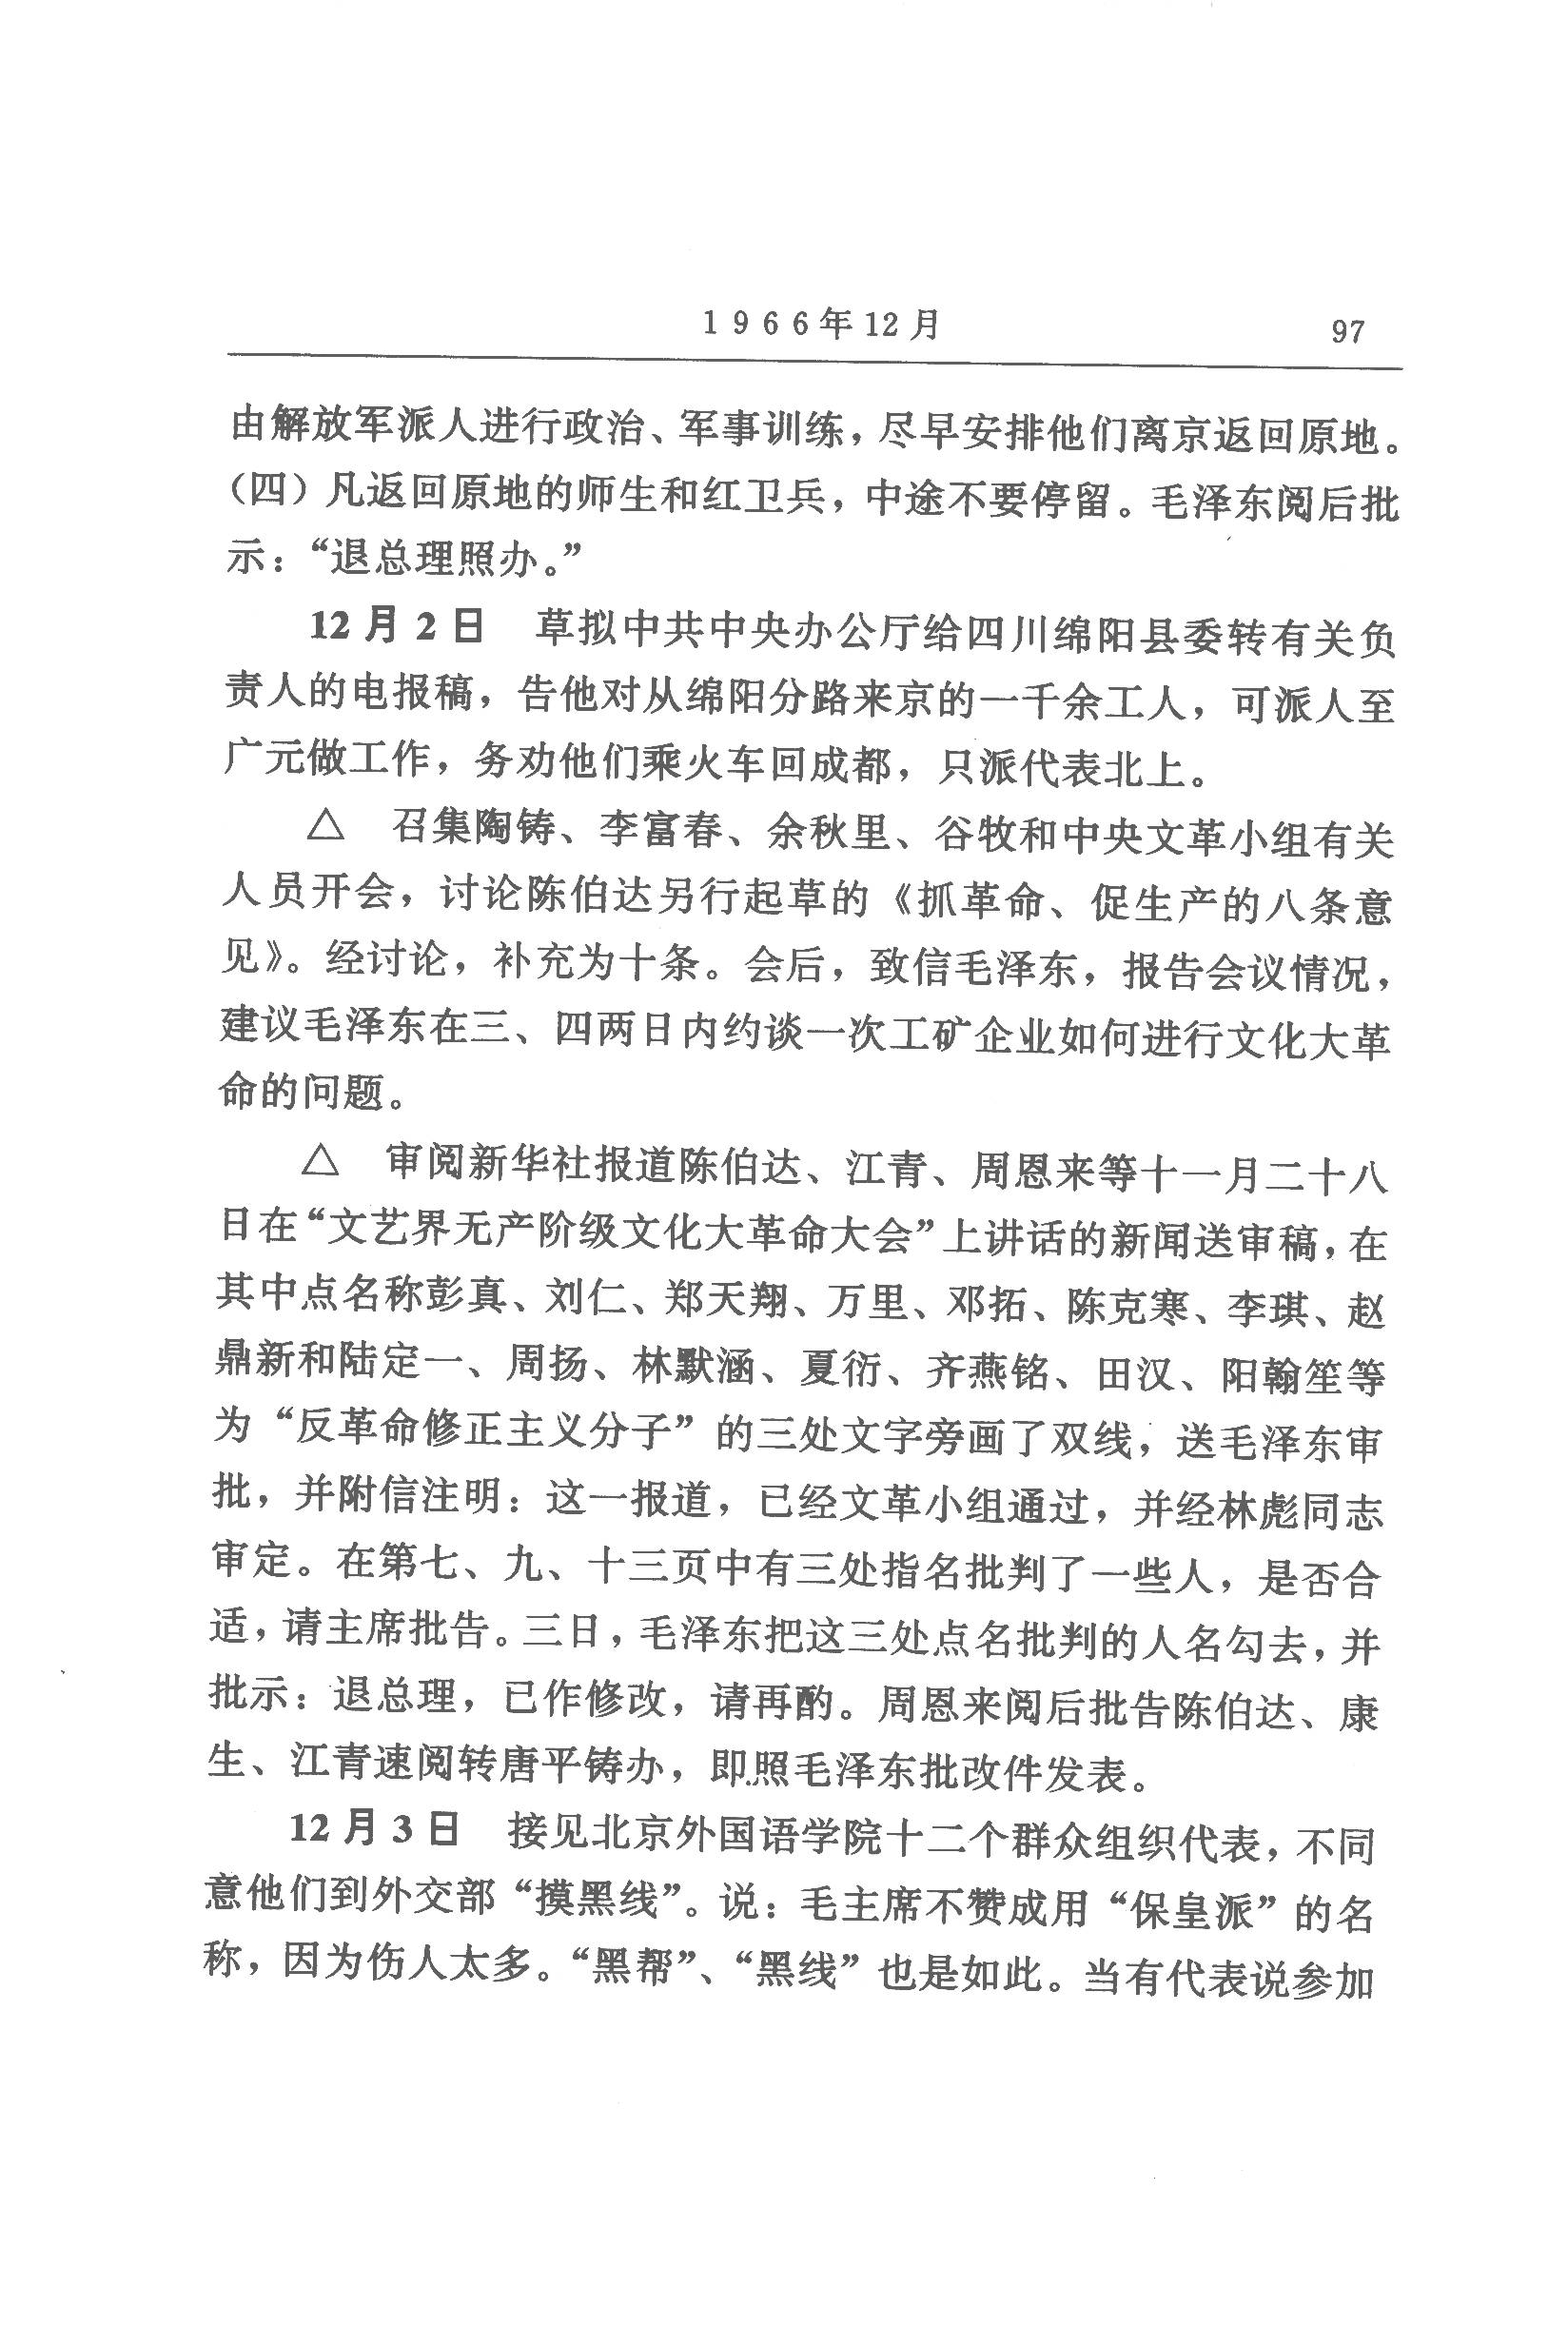 1966年12月
97
由解放军派人进行政治、军事训练，尽早安排他们离京返回原地。
（四）凡返回原地的师生和红卫兵，中途不要停留。毛泽东阅后批
示：“退总理照办。”
12月2日　草拟中共中央办公厅给四川绵阳县委转有关负
责人的电报稿，告他对从绵阳分路来京的一千余工人，可派人至
广元做工作，务劝他们乘火车回成都，只派代表北上。
△　召集陶铸、李富春、余秋里、谷牧和中央文革小组有关
人员开会，讨论陈伯达另行起草的《抓革命、促生产的八条意
见》。经讨论，补充为十条。会后，致信毛泽东，报告会议情况，
建议毛泽东在三、四两日内约谈一次工矿企业如何进行文化大革
命的问题。
△　审阅新华社报道陈伯达、江青、周恩来等十一月二十八
日在“文艺界无产阶级文化大革命大会”上讲话的新闻送审稿，在
其中点名称彭真、刘仁、郑天翔、万里、邓拓、陈克寒、李琪、赵
鼎新和陆定一、周扬、林默涵、夏衍、齐燕铭、田汉、阳翰笙等
为“反革命修正主义分子”的三处文字旁画了双线，送毛泽东审
批，并附信注明：这一报道，已经文革小组通过，并经林彪同志
审定。在第七、九、十三页中有三处指名批判了一些人，是否合
适，请主席批告。三日，毛泽东把这三处点名批判的人名勾去，并
批示：退总理，已作修改，请再酌。周恩来阅后批告陈伯达、康
生、江青速阅转唐平铸办，即照毛泽东批改件发表。
12月3日　接见北京外国语学院十二个群众组织代表，不同
意他们到外交部“摸黑线”。说：毛主席不赞成用“保皇派”的名
称，因为伤人太多。“黑帮”、“黑线”也是如此。当有代表说参加